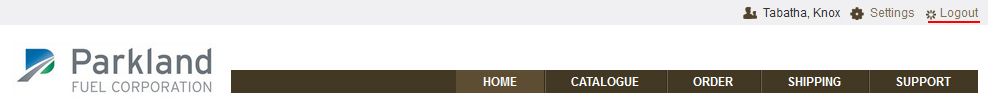 Tabatha, Knox Settings Logout
Parkland
FUEL CORPORATION
HOME CATALOGUE ORDER SHIPPING SUPPORT